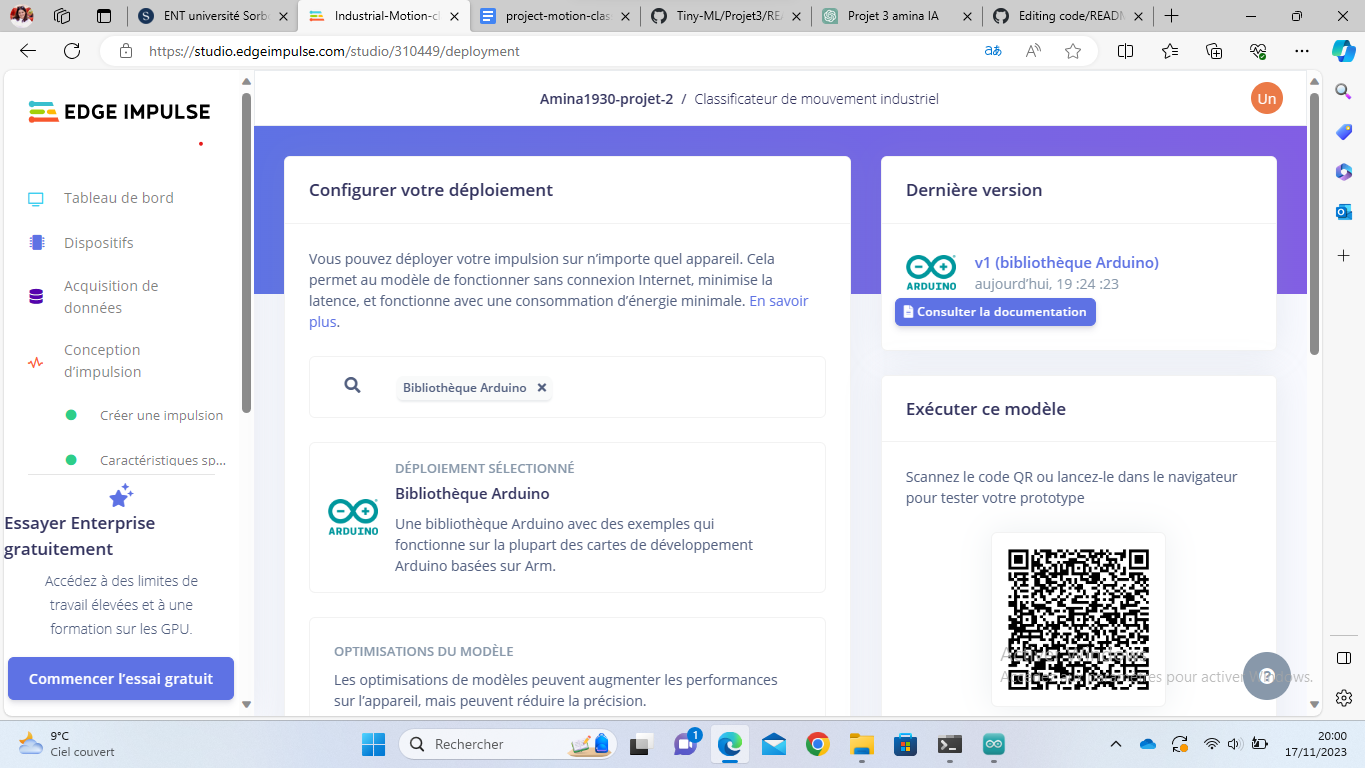 ENT université Sorb
Industrial-Motion-cl
project-motion-clas
Tiny-ML/Projet3/RE
Projet 3 amina IA
Editing code/READM
https://studio.edgeimpulse.com/studio/310449/deployment
EDGE IMPULSE
Tableau de bord
Dispositifs
Acquisition de
données
Conception
d’impulsion
Créer une impulsion
Caractéristiques sp...
Essayer Enterprise
gratuitement
Accédez à des limites de
travail élevées et à une
formation sur les GPU.
Commencer l’essai gratuit
Amina1930-projet-2 / Classificateur de mouvement industriel
Un
Configurer votre déploiement
Vous pouvez déployer votre impulsion sur n’importe quel appareil. Cela
permet au modèle de fonctionner sans connexion Internet, minimise la
latence, et fonctionne avec une consommation d’énergie minimale. En savoir
plus.
Bibliothèque Arduino
DÉPLOIEMENT SÉLECTIONNÉ
Bibliothèque Arduino
ARDUINO
Une bibliothèque Arduino avec des exemples qui
fonctionne sur la plupart des cartes de développement
Arduino basées sur Arm.
OPTIMISATIONS DU MODÈLE
Les optimisations de modèles peuvent augmenter les performances
sur l’appareil, mais peuvent réduire la précision.
Dernière version
ARDUINO
v1 (bibliothèque Arduino)
aujourd’hui, 19 :24 :23
Consulter la documentation
Exécuter ce modèle
Scannez le code QR ou lancez-le dans le navigateur
pour tester votre prototype
pour activer Windows.
9°C
Ciel couvert
Rechercher
1
20:00
17/11/2023